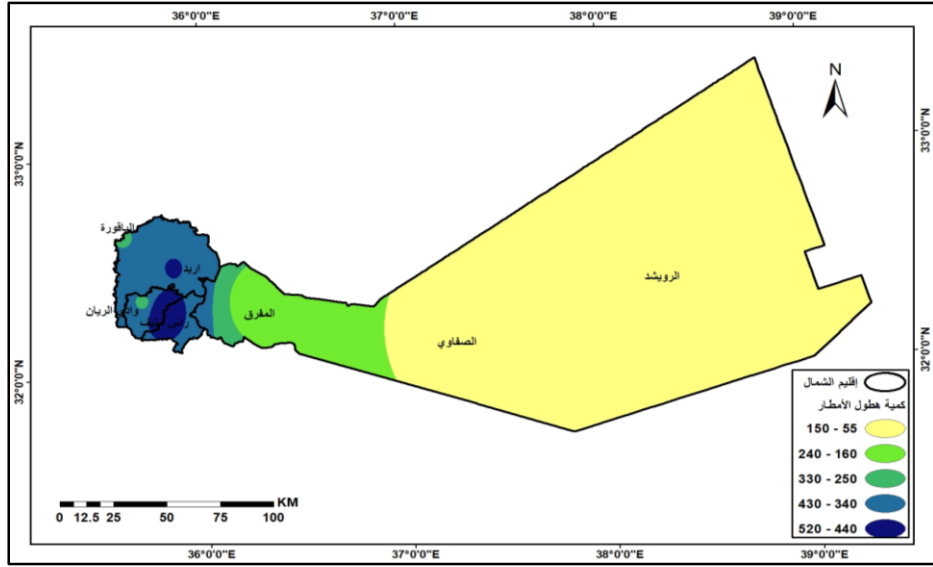 36°0'0"E 37°0'0"E 38°0'0"E 39°0'0"E
N
33°0'0"N
33°0'0"N
الباقورة
اربد
الرويشد
وادي الريان
راس
المفرق
الصفاوي
32°0'0"N
32°0'0"N
إقليم الشمال
كمية هطول الأمطار
150 - 55
240 - 160
330 - 250
430 - 340
520 - 440
KM
0 12.5 25 50 75 100
36°0'0"E 37°0'0"E 38°0'0"E 39°0'0"E